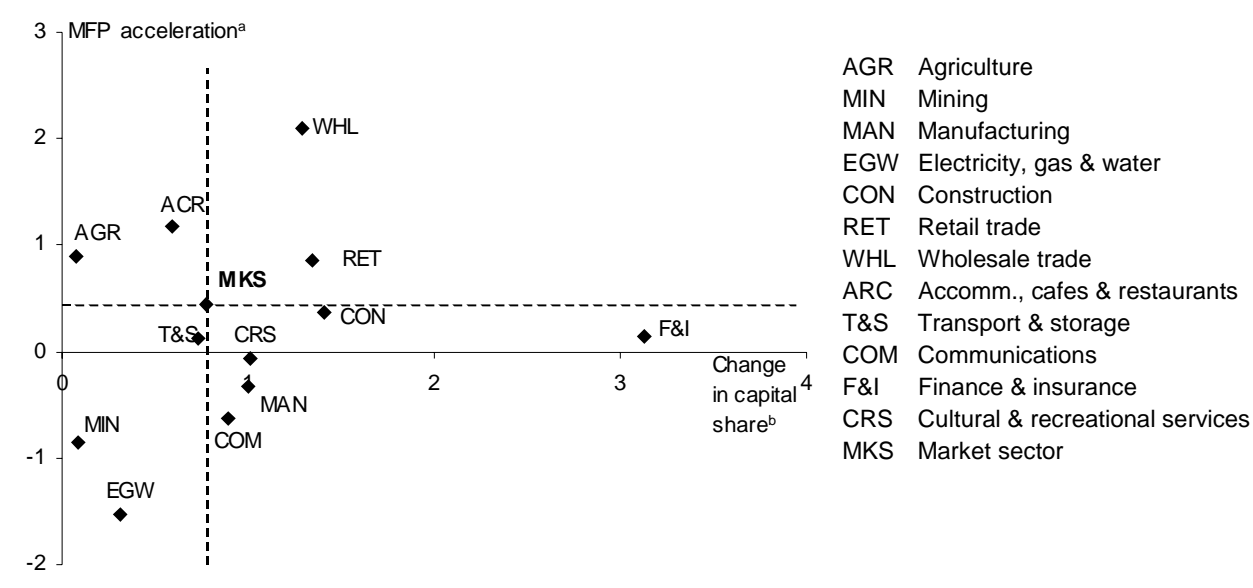 3 MFP acceleration^a
WHL
2
ACR
AGR
1
RET
MKS
CON
T&S CRS F&I
0
0 1 2 3 4
Change
in capital
share^b
MAN
MIN
COM
-1
EGW
-2
AGR Agriculture
MIN Mining
MAN Manufacturing
EGW Electricity, gas & water
CON Construction
RET Retail trade
WHL Wholesale trade
ARC Accomm., cafes & restaurants
T&S Transport & storage
COM Communications
F&I Finance & insurance
CRS Cultural & recreational services
MKS Market sector